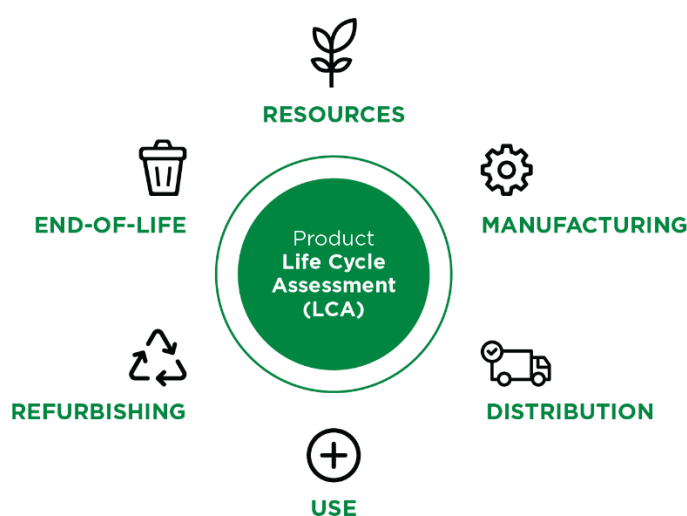 RESOURCES
END-OF-LIFE
MANUFACTURING
Product
Life Cycle
Assessment
(LCA)
REFURBISHING
DISTRIBUTION
USE